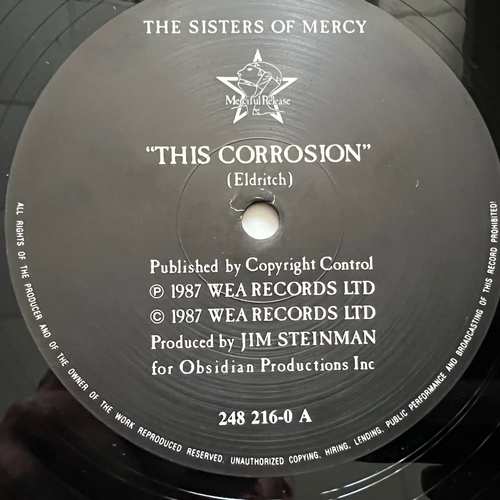 THE SISTERS OF MERCY
Merciful Release
"THIS CORROSION"
(Eldritch)
Published by Copyright Control
℗ 1987 WEA RECORDS LTD
© 1987 WEA RECORDS LTD
Produced by JIM STEINMAN
for Obsidian Productions Inc
248 216-0 A
ALL RIGHTS OF THE PRODUCER AND OF THE OWNER OF THE WORK REPRODUCED RESERVED. UNAUTHORIZED COPYING, HIRING, LENDING, PUBLIC PERFORMANCE AND BROADCASTING OF THIS RECORD PROHIBITED!